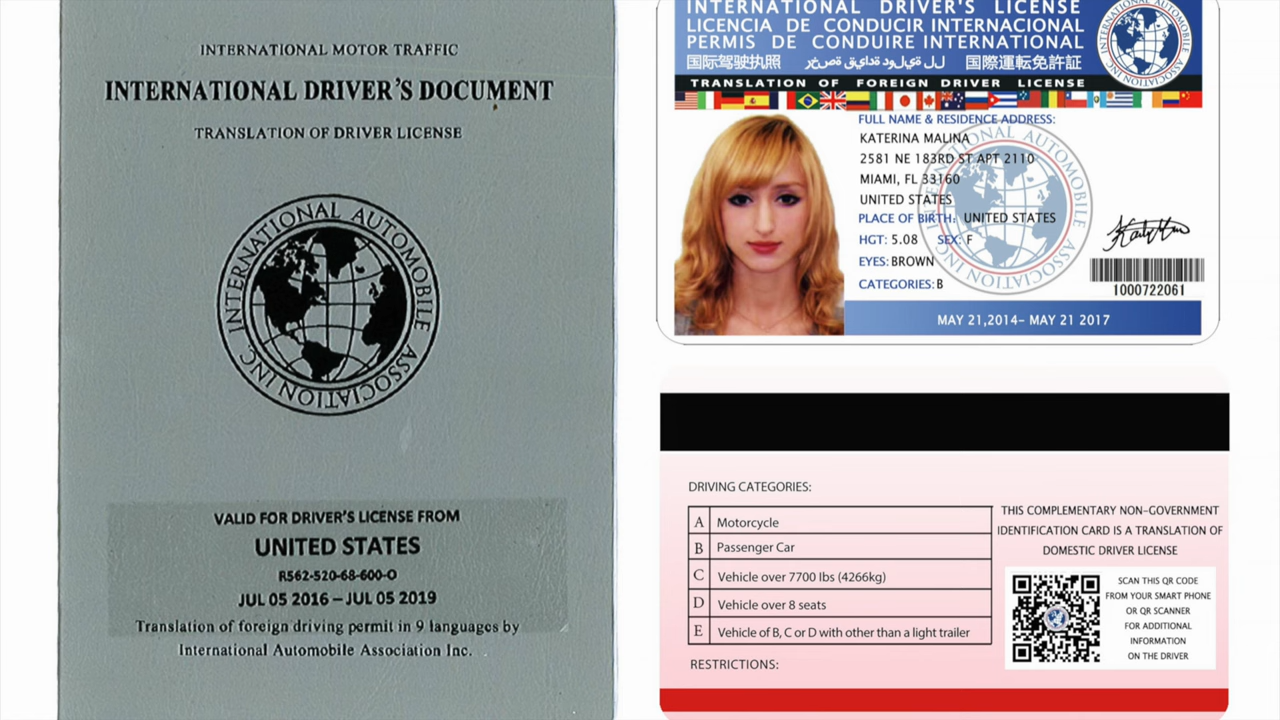 INTERNATIONAL MOTOR TRAFFIC
INTERNATIONAL DRIVER'S DOCUMENT
TRANSLATION OF DRIVER LICENSE
INTERNATIONAL AUTOMOBILE ASSOCIATION INC.
VALID FOR DRIVER'S LICENSE FROM
UNITED STATES
R562-520-68-600-0
JUL 05 2016 – JUL 05 2019
Translation of foreign driving permit in 9 languages by
International Automobile Association Inc.
INTERNATIONAL DRIVER'S LICENSE
LICENCIA DE CONDUCIR INTERNACIONAL
PERMIS DE CONDUIRE INTERNATIONAL
国际驾驶执照 国際運転免許証
TRANSLATION OF FOREIGN DRIVER LICENSE
INTERNATIONAL AUTOMOBILE ASSOCIATION INC.
FULL NAME & RESIDENCE ADDRESS:
KATERINA MALINA
2581 NE 183RD ST APT 2110
MIAMI, FL 33160
UNITED STATES
PLACE OF BIRTH: UNITED STATES
HGT: 5.08 SEX: F
EYES: BROWN
CATEGORIES: B
INTERNATIONAL AUTOMOBILE ASSOCIATION INC.
1000722061
MAY 21,2014– MAY 21 2017
DRIVING CATEGORIES:
A Motorcycle
B Passenger Car
C Vehicle over 7700 lbs (4266kg)
D Vehicle over 8 seats
E Vehicle of B, C or D with other than a light trailer
RESTRICTIONS:
THIS COMPLEMENTARY NON-GOVERNMENT
IDENTIFICATION CARD IS A TRANSLATION OF
DOMESTIC DRIVER LICENSE
SCAN THIS QR CODE
FROM YOUR SMART PHONE
OR QR SCANNER
FOR ADDITIONAL
INFORMATION
ON THE DRIVER